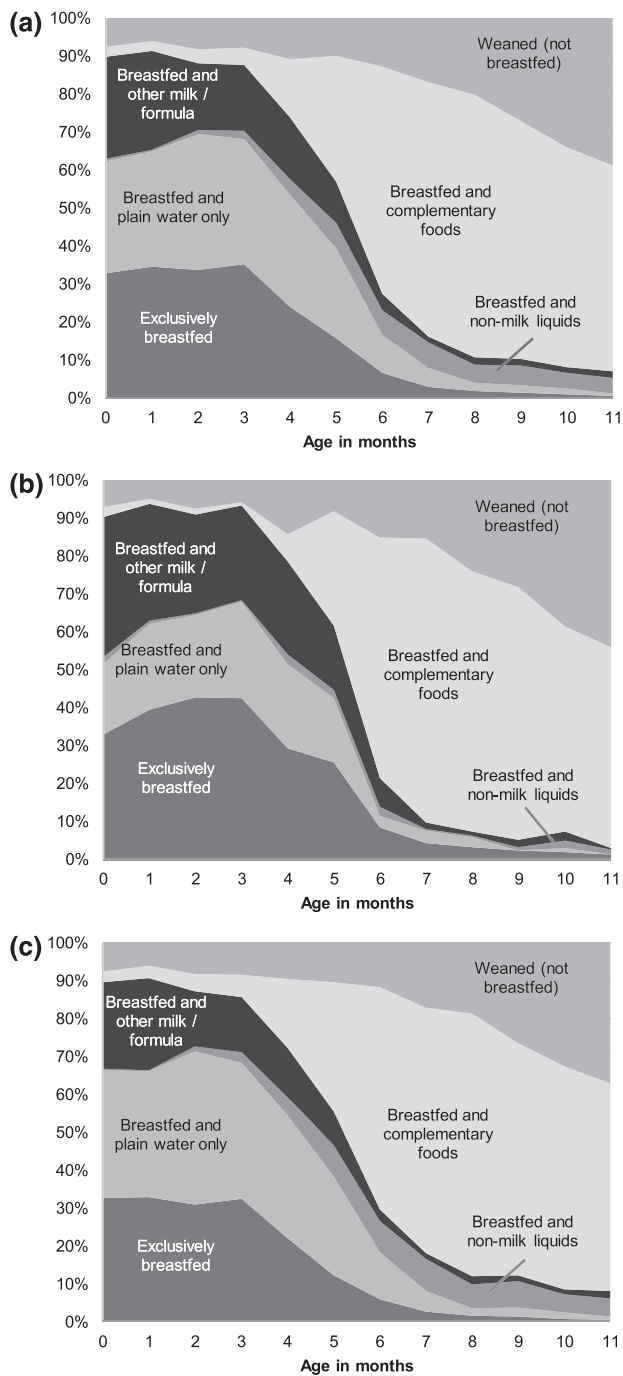 (a)
100%
90%
80%
70%
60%
50%
40%
30%
20%
10%
0%
Weaned (not
breastfed)
Breastfed and
other milk /
formula
Breastfed and
plain water only
Breastfed and
complementary
foods
Breastfed and
non-milk liquids
Exclusively
breastfed
0 1 2 3 4 5 6 7 8 9 10 11
Age in months
(b)
100%
90%
80%
70%
60%
50%
40%
30%
20%
10%
0%
Weaned (not
breastfed)
Breastfed and
other milk /
formula
Breastfed and
plain water only
Breastfed and
complementary
foods
Breastfed and
non-milk liquids
Exclusively
breastfed
0 1 2 3 4 5 6 7 8 9 10 11
Age in months
(c)
100%
90%
80%
70%
60%
50%
40%
30%
20%
10%
0%
Weaned (not
breastfed)
Breastfed and
other milk /
formula
Breastfed and
plain water only
Breastfed and
complementary
foods
Breastfed and
non-milk liquids
Exclusively
breastfed
0 1 2 3 4 5 6 7 8 9 10 11
Age in months